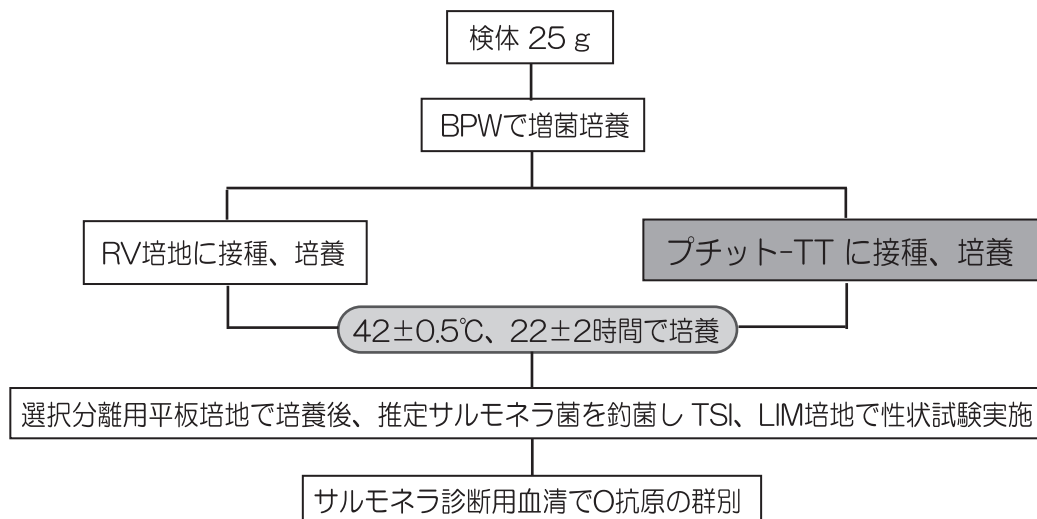 検体 25 g
BPWで増菌培養
RV培地に接種、培養
プチット-TT に接種、培養
42±0.5℃、22±2時間で培養
選択分離用平板培地で培養後、推定サルモネラ菌を釣菌し TSI、LIM培地で性状試験実施
サルモネラ診断用血清でO抗原の群別